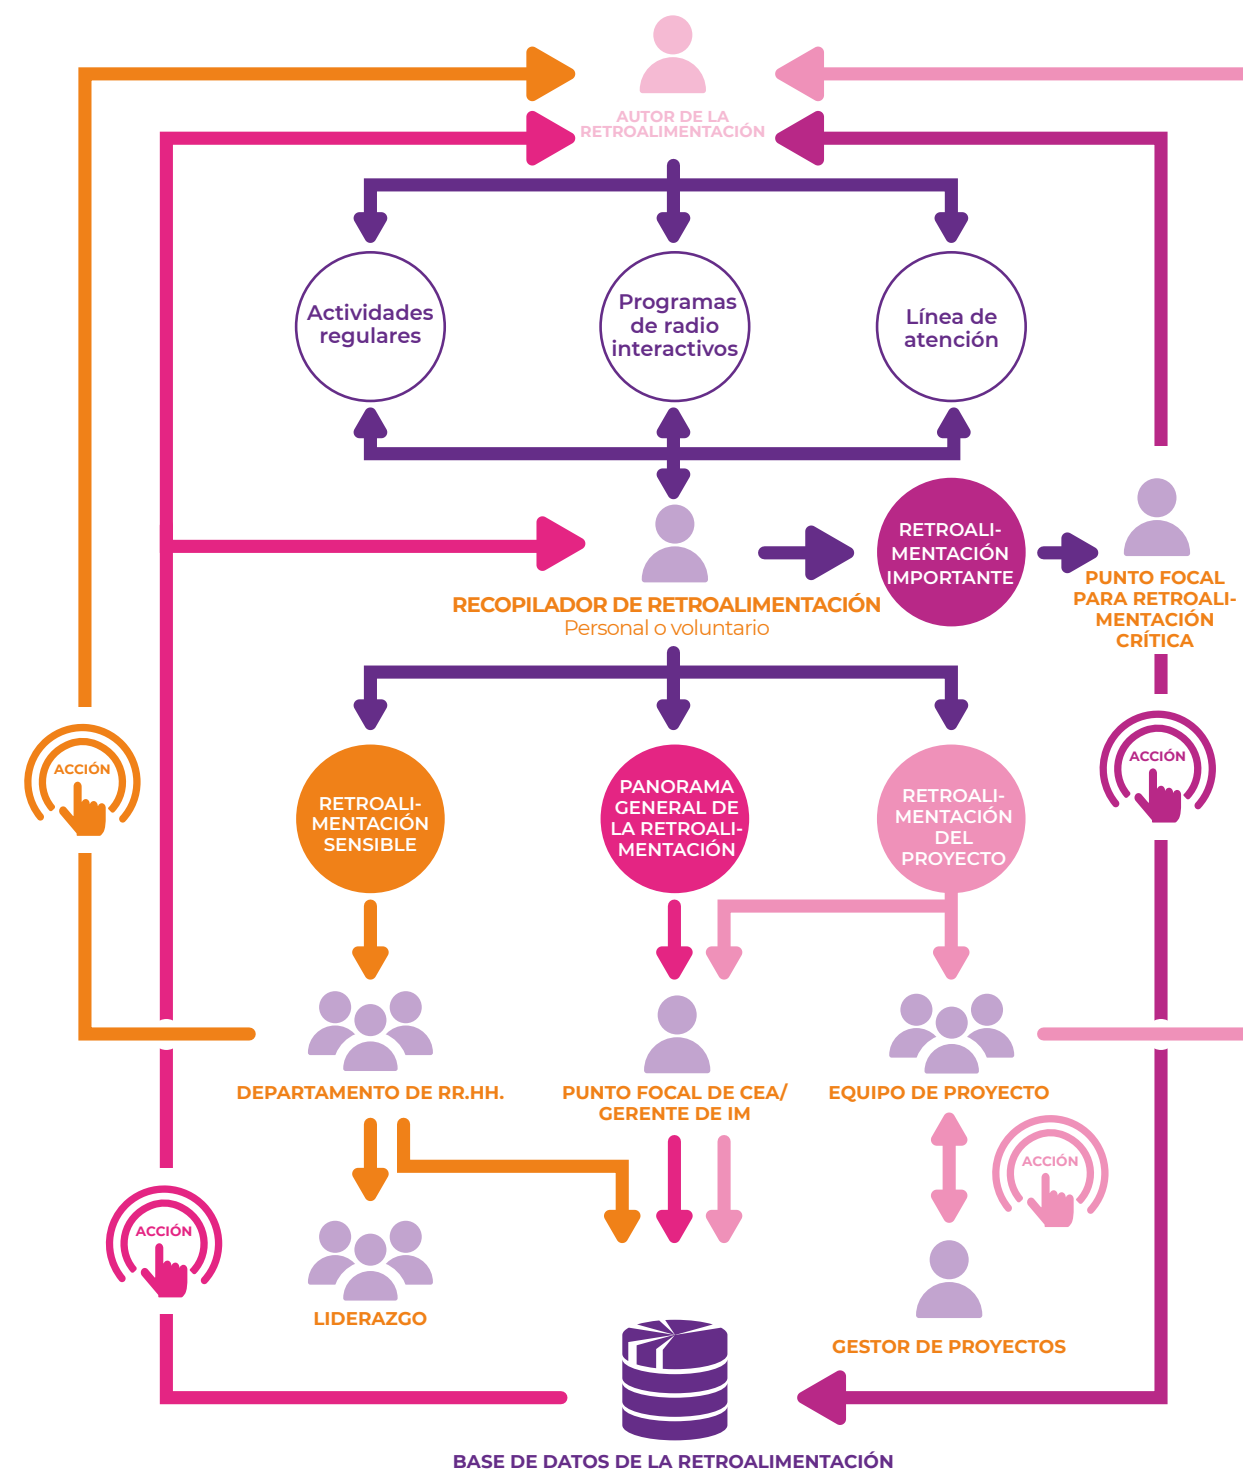 AUTOR DE LA
RETROALIMENTACIÓN
Actividades
regulares
Programas
de radio
interactivos
Línea de
atención
RETROALI-
MENTACIÓN
IMPORTANTE
PUNTO FOCAL
PARA RETROALI-
MENTACIÓN
CRÍTICA
RECOPILADOR DE RETROALIMENTACIÓN
Personal o voluntario
ACCIÓN
ACCIÓN
RETROALI-
MENTACIÓN
SENSIBLE
PANORAMA
GENERAL DE
LA RETROALI-
MENTACIÓN
RETROALI-
MENTACIÓN
DEL
PROYECTO
DEPARTAMENTO DE RR.HH.
PUNTO FOCAL DE CEA/
GERENTE DE IM
EQUIPO DE PROYECTO
ACCIÓN
ACCIÓN
LIDERAZGO
GESTOR DE PROYECTOS
BASE DE DATOS DE LA RETROALIMENTACIÓN